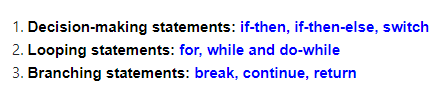 1. Decision-making statements: if-then, if-then-else, switch
2. Looping statements: for, while and do-while
3. Branching statements: break, continue, return